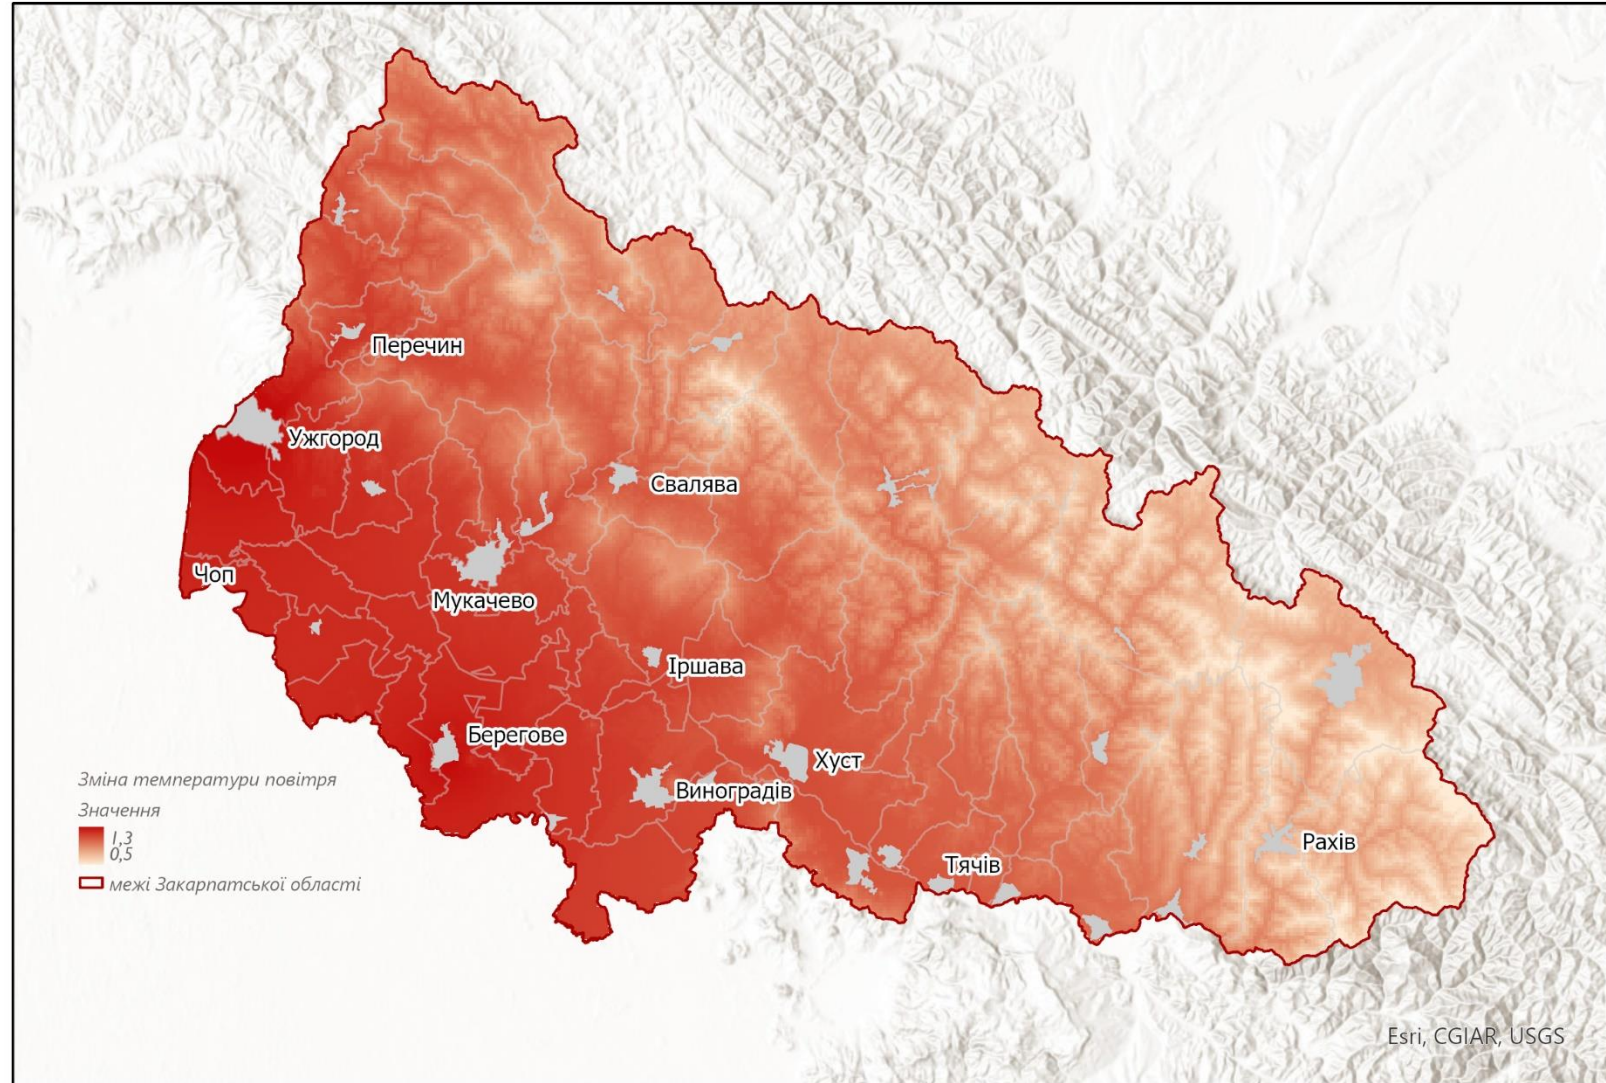 Перечин
Ужгород
Свалява
Чоп
Мукачево
Іршава
Берегове
Хуст
Виноградів
Рахів
Тячів
Зміна температури повітря
Значення
1,3
0,5
межі Закарпатської області
Esri, CGIAR, USGS